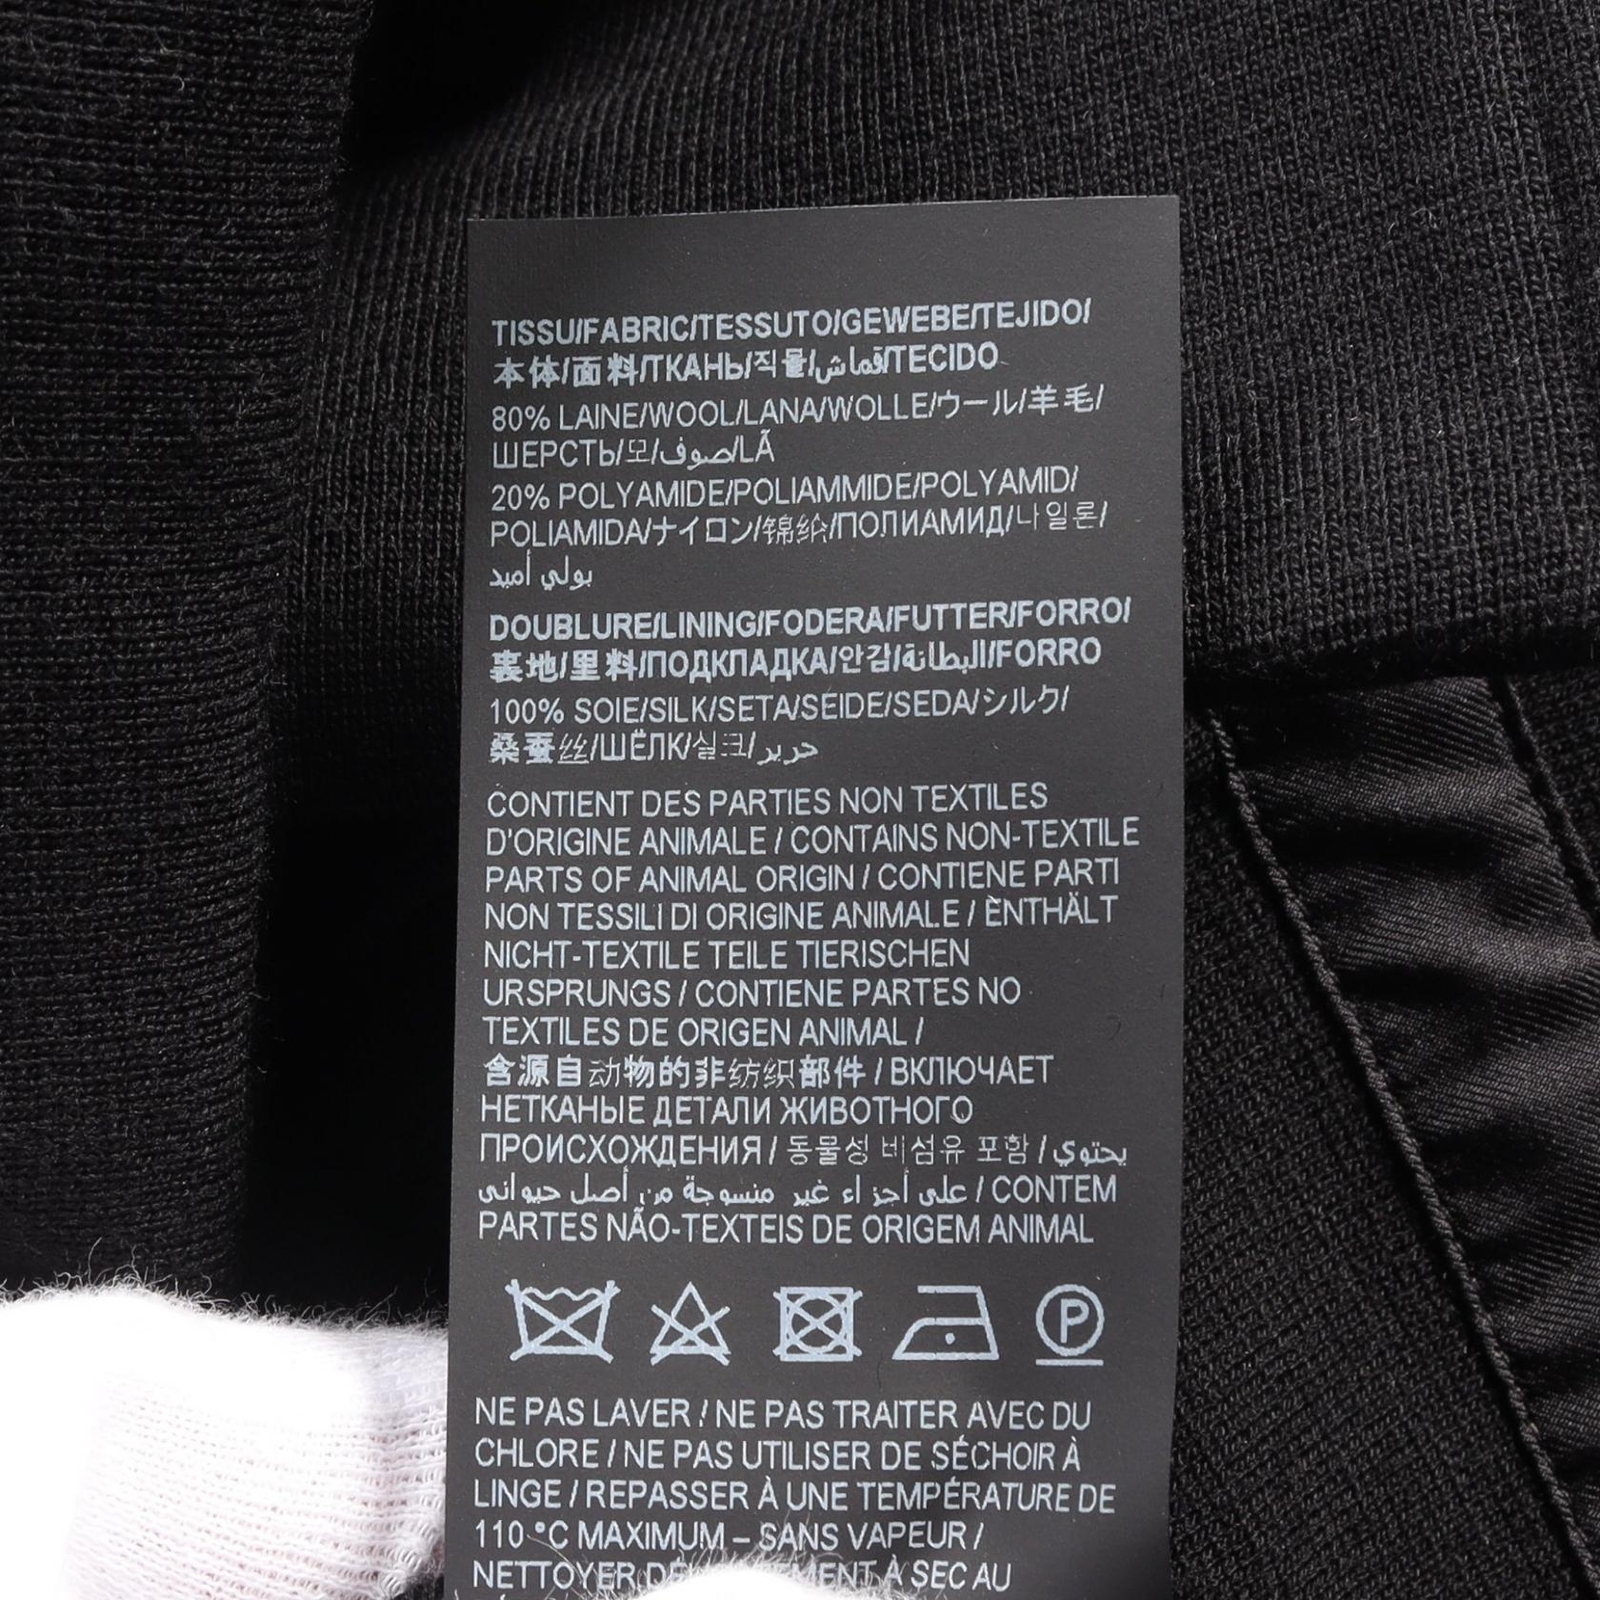 TISSU/FABRIC/TESSUTO/GEWEBE/TEJIDO/
本体/面料/ТКАНЬ/직물/قماش/TECIDO
80% LAINE/WOOL/LANA/WOLLE/ウール/羊毛/
ШЕРСТЬ/모/صوف/LÃ
20% POLYAMIDE/POLIAMMIDE/POLYAMID/
POLIAMIDA/ナイロン/锦纶/ПОЛИАМИД/나일론/
بولي أميد
DOUBLURE/LINING/FODERA/FUTTER/FORRO/
裏地/里料/ПОДКЛАДКА/안감/البطانة/FORRO
100% SOIE/SILK/SETA/SEIDE/SEDA/シルク/
桑蚕丝/ШЁЛК/실크/حرير
CONTIENT DES PARTIES NON TEXTILES
D'ORIGINE ANIMALE / CONTAINS NON-TEXTILE
PARTS OF ANIMAL ORIGIN / CONTIENE PARTI
NON TESSILI DI ORIGINE ANIMALE / ENTHÄLT
NICHT-TEXTILE TEILE TIERISCHEN
URSPRUNGS / CONTIENE PARTES NO
TEXTILES DE ORIGEN ANIMAL /
含源自动物的非纺织部件 / ВКЛЮЧАЕТ
НЕТКАНЫЕ ДЕТАЛИ ЖИВОТНОГО
ПРОИСХОЖДЕНИЯ / 동물성 비섬유 포함 / يحتوي
على أجزاء غير منسوجة من أصل حيواني / CONTEM
PARTES NÃO-TEXTEIS DE ORIGEM ANIMAL
P
NE PAS LAVER / NE PAS TRAITER AVEC DU
CHLORE / NE PAS UTILISER DE SÉCHOIR À
LINGE / REPASSER À UNE TEMPÉRATURE DE
110 °C MAXIMUM – SANS VAPEUR /
NETTOYER À SEC AU